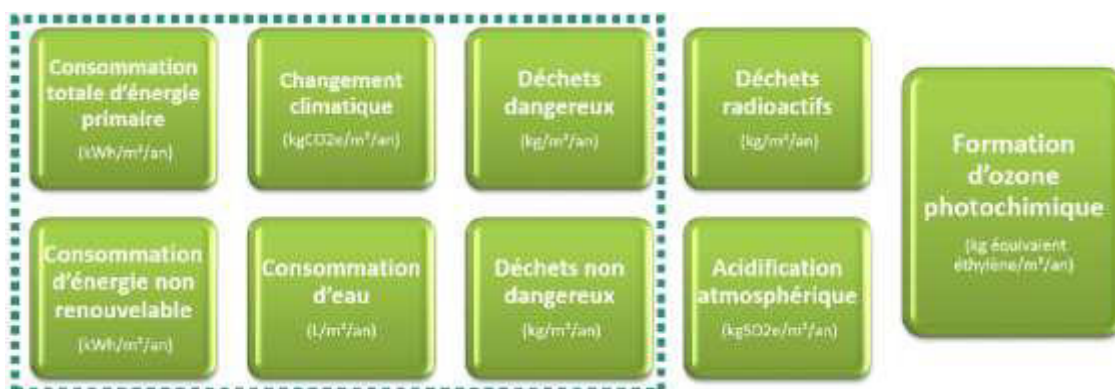 Consommation
totale d'énergie
primaire
(kWh/m²/an)
Changement
climatique
(kgCO2e/m²/an)
Déchets
dangereux
(kg/m²/an)
Déchets
radioactifs
(kg/m²/an)
Formation
d'ozone
photochimique
(kg équivaient
éthylène/m²/an)
Consommation
d'énergie non
renouvelable
(kWh/m²/an)
Consommation
d'eau
(L/m²/an)
Déchets non
dangereux
(kg/m²/an)
Acidification
atmosphérique
(kgSO2e/m²/an)